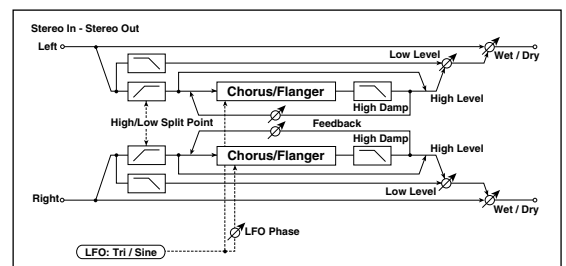 Stereo In - Stereo Out
Left
Wet / Dry
Low Level
Chorus/Flanger
High Damp
High Level
High/Low Split Point
Feedback
High Damp
High Level
Chorus/Flanger
Low Level
Right
Wet / Dry
LFO Phase
LFO: Tri / Sine